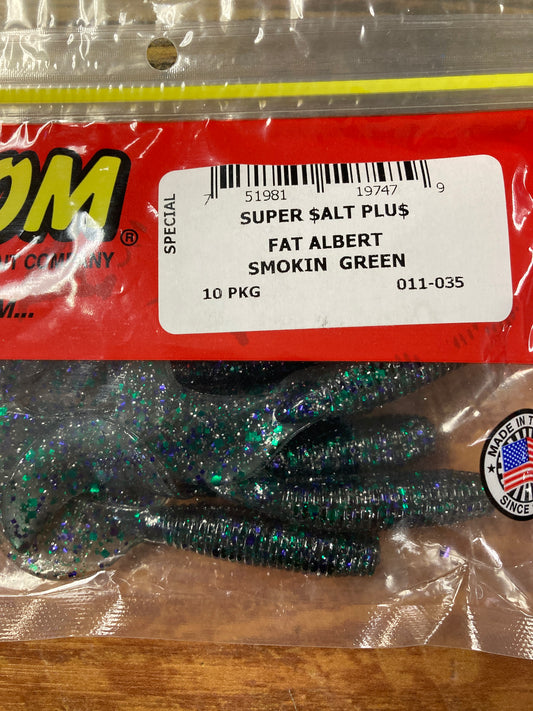 OM®
COMPANY
M...
SPECIAL
7 51981 19747 9
SUPER $ALT PLU$
FAT ALBERT
SMOKIN GREEN
10 PKG 011-035
MADE IN
SINCE